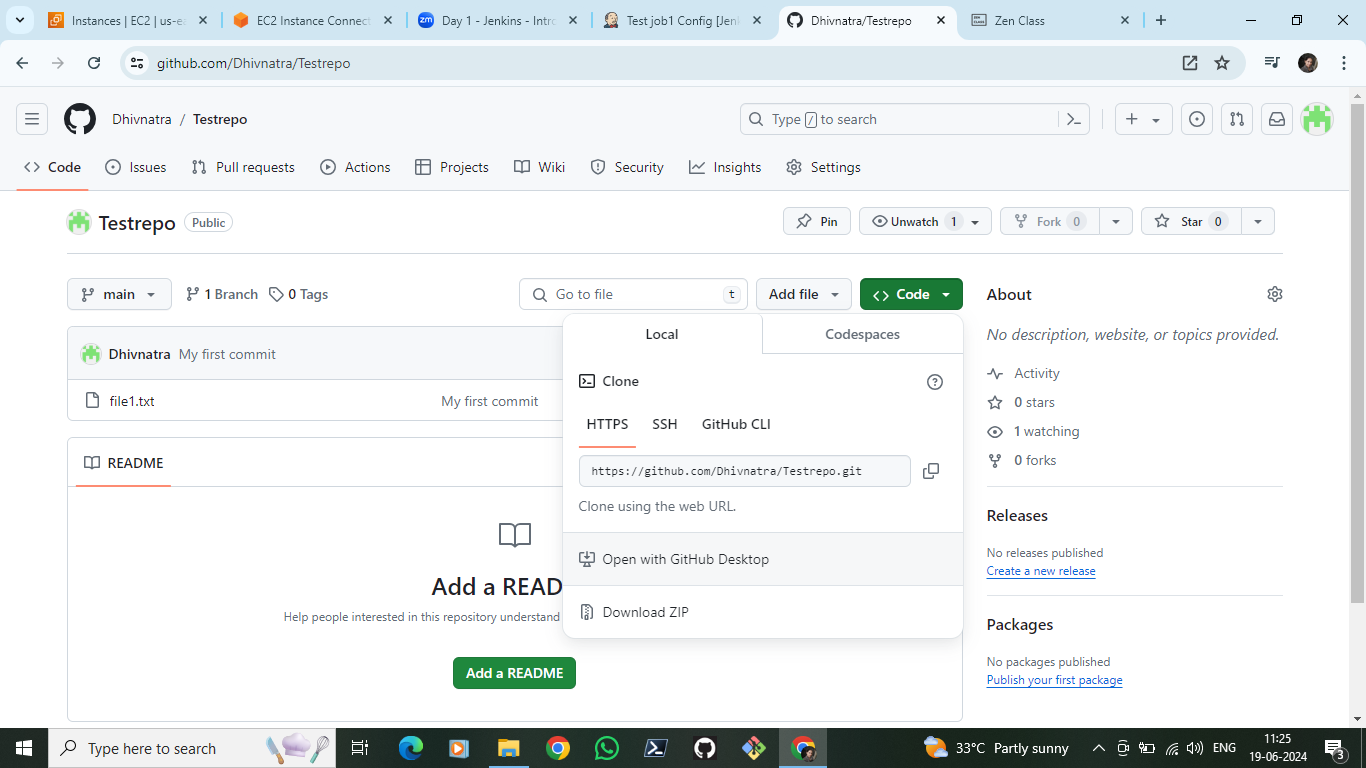 Instances | EC2 | us-ea
EC2 Instance Connect
zm Day 1 - Jenkins - Intro
Test job1 Config [Jenk
Dhivnatra/Testrepo
Zen Class
github.com/Dhivnatra/Testrepo
Dhivnatra / Testrepo
Type / to search
Code
Issues
Pull requests
Actions
Projects
Wiki
Security
Insights
Settings
Testrepo Public
Pin
Unwatch 1
Fork 0
Star 0
main
1 Branch
0 Tags
Go to file t
Add file
Code
Dhivnatra My first commit
file1.txt My first commit
README
Add a READ
Help people interested in this repository understand
Add a README
Local
Codespaces
Clone
HTTPS SSH GitHub CLI
https://github.com/Dhivnatra/Testrepo.git
Clone using the web URL.
Open with GitHub Desktop
Download ZIP
About
No description, website, or topics provided.
Activity
0 stars
1 watching
0 forks
Releases
No releases published
Create a new release
Packages
No packages published
Publish your first package
Type here to search
33°C Partly sunny
ENG
11:25
19-06-2024
3